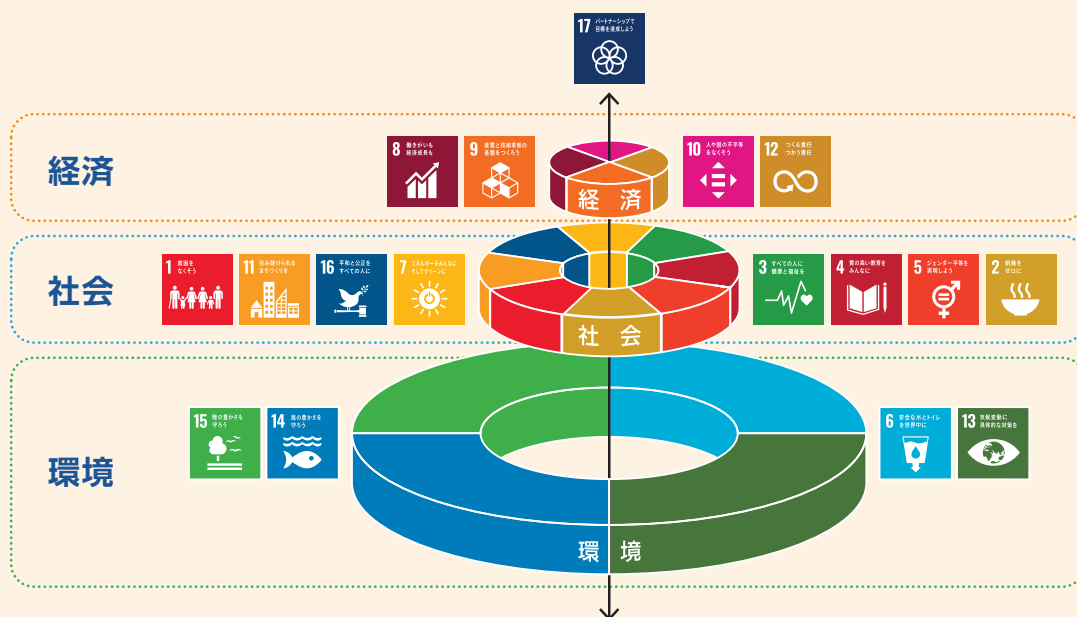 17 パートナーシップで
目標を達成しよう
経済
8 働きがいも
経済成長も
9 産業と技術革新の
基盤をつくろう
経 済
10 人や国の不平等
をなくそう
12 つくる責任
つかう責任
社会
1 貧困を
なくそう
11 住み続けられる
まちづくりを
16 平和と公正を
すべての人に
7 エネルギーをみんなに
そしてクリーンに
社 会
3 すべての人に
健康と福祉を
4 質の高い教育を
みんなに
5 ジェンダー平等を
実現しよう
2 飢餓を
ゼロに
環境
15 陸の豊かさも
守ろう
14 海の豊かさを
守ろう
環 境
6 安全な水とトイレ
を世界中に
13 気候変動に
具体的な対策を